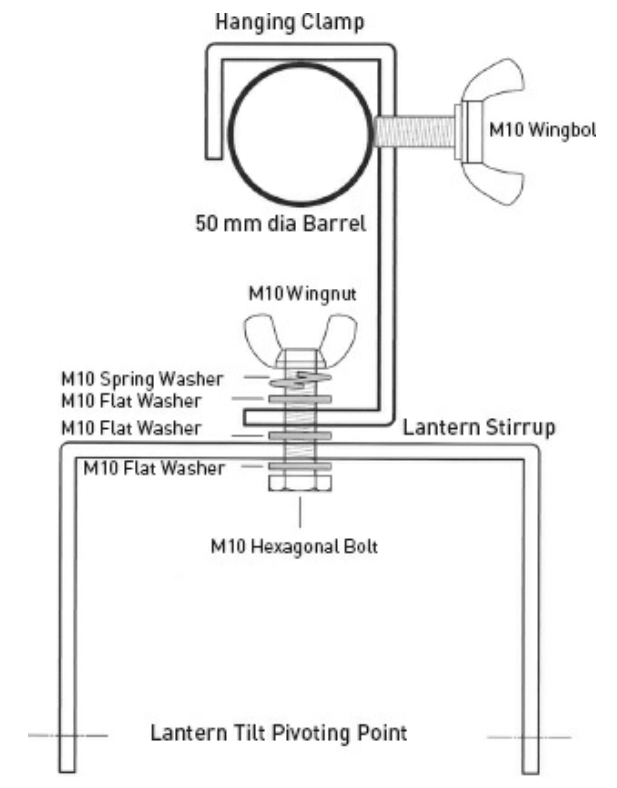 Hanging Clamp
M10 Wingbol
50 mm dia Barrel
M10 Wingnut
M10 Spring Washer
M10 Flat Washer
M10 Flat Washer
Lantern Stirrup
M10 Flat Washer
M10 Hexagonal Bolt
Lantern Tilt Pivoting Point